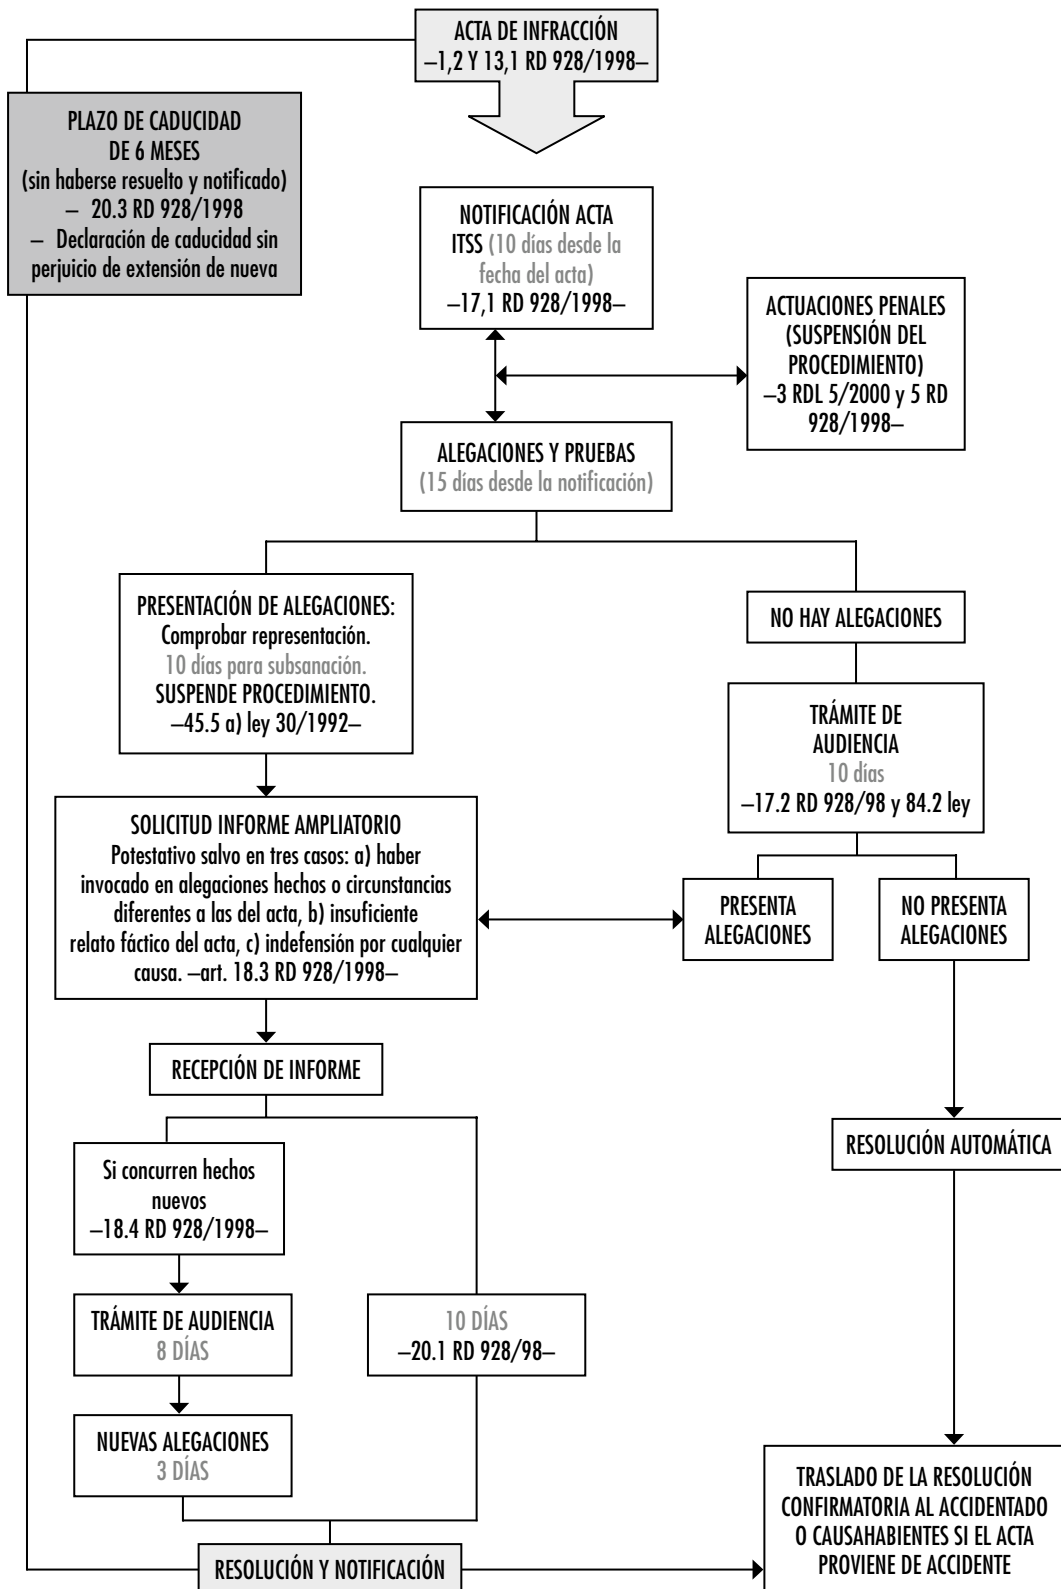 ACTA DE INFRACCIÓN
–1,2 Y 13,1 RD 928/1998–
PLAZO DE CADUCIDAD
DE 6 MESES
(sin haberse resuelto y notificado)
– 20.3 RD 928/1998
– Declaración de caducidad sin
perjuicio de extensión de nueva
NOTIFICACIÓN ACTA
ITSS (10 días desde la
fecha del acta)
–17,1 RD 928/1998–
ACTUACIONES PENALES
(SUSPENSIÓN DEL
PROCEDIMIENTO)
–3 RDL 5/2000 y 5 RD
928/1998–
ALEGACIONES Y PRUEBAS
(15 días desde la notificación)
PRESENTACIÓN DE ALEGACIONES:
Comprobar representación.
10 días para subsanación.
SUSPENDE PROCEDIMIENTO.
–45.5 a) ley 30/1992–
NO HAY ALEGACIONES
TRÁMITE DE
AUDIENCIA
10 días
–17.2 RD 928/98 y 84.2 ley
SOLICITUD INFORME AMPLIATORIO
Potestativo salvo en tres casos: a) haber
invocado en alegaciones hechos o circunstancias
diferentes a las del acta, b) insuficiente
relato fáctico del acta, c) indefensión por cualquier
causa. –art. 18.3 RD 928/1998–
PRESENTA
ALEGACIONES
NO PRESENTA
ALEGACIONES
RECEPCIÓN DE INFORME
RESOLUCIÓN AUTOMÁTICA
Si concurren hechos
nuevos
–18.4 RD 928/1998–
TRÁMITE DE AUDIENCIA
8 DÍAS
10 DÍAS
–20.1 RD 928/98–
NUEVAS ALEGACIONES
3 DÍAS
TRASLADO DE LA RESOLUCIÓN
CONFIRMATORIA AL ACCIDENTADO
O CAUSAHABIENTES SI EL ACTA
PROVIENE DE ACCIDENTE
RESOLUCIÓN Y NOTIFICACIÓN